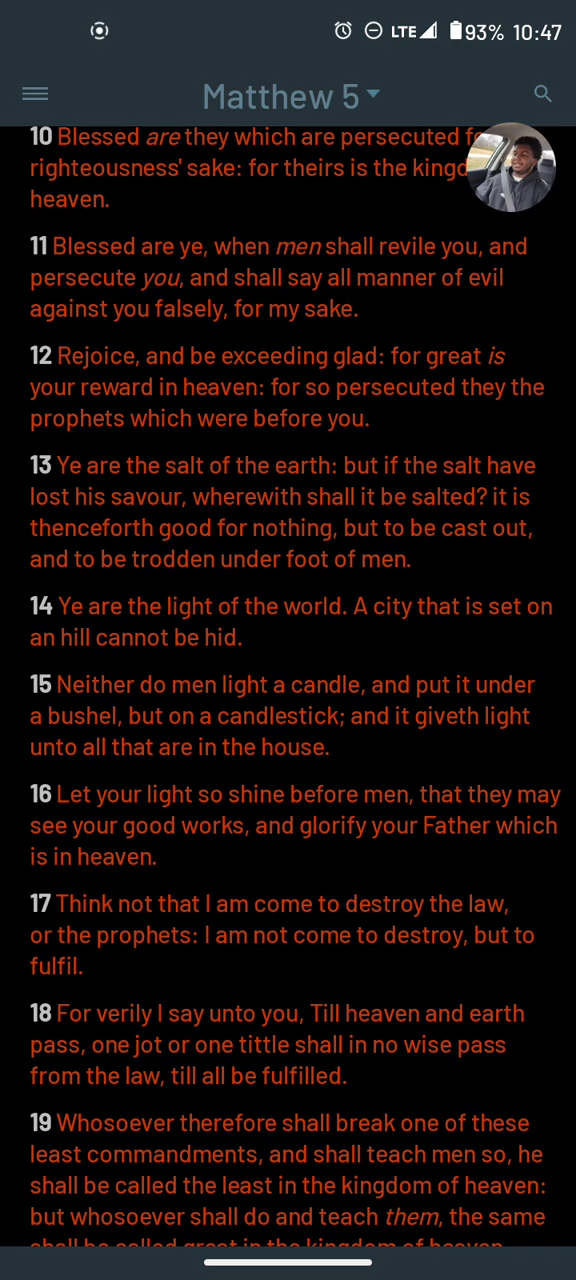 LTE 93% 10:47
Matthew 5
10 Blessed are they which are persecuted
righteousness' sake: for theirs is the
heaven.
11 Blessed are ye, when men shall revile you, and
persecute you, and shall say all manner of evil
against you falsely, for my sake.
12 Rejoice, and be exceeding glad: for great is
your reward in heaven: for so persecuted they the
prophets which were before you.
13 Ye are the salt of the earth: but if the salt have
lost his savour, wherewith shall it be salted? it is
thenceforth good for nothing, but to be cast out,
and to be trodden under foot of men.
14 Ye are the light of the world. A city that is set on
an hill cannot be hid.
15 Neither do men light a candle, and put it under
a bushel, but on a candlestick; and it giveth light
unto all that are in the house.
16 Let your light so shine before men, that they may
see your good works, and glorify your Father which
is in heaven.
17 Think not that I am come to destroy the law,
or the prophets: I am not come to destroy, but to
fulfil.
18 For verily I say unto you, Till heaven and earth
pass, one jot or one tittle shall in no wise pass
from the law, till all be fulfilled.
19 Whosoever therefore shall break one of these
least commandments, and shall teach men so, he
shall be called the least in the kingdom of heaven:
but whosoever shall do and teach them, the same
shall be called great in the kingdom of heaven